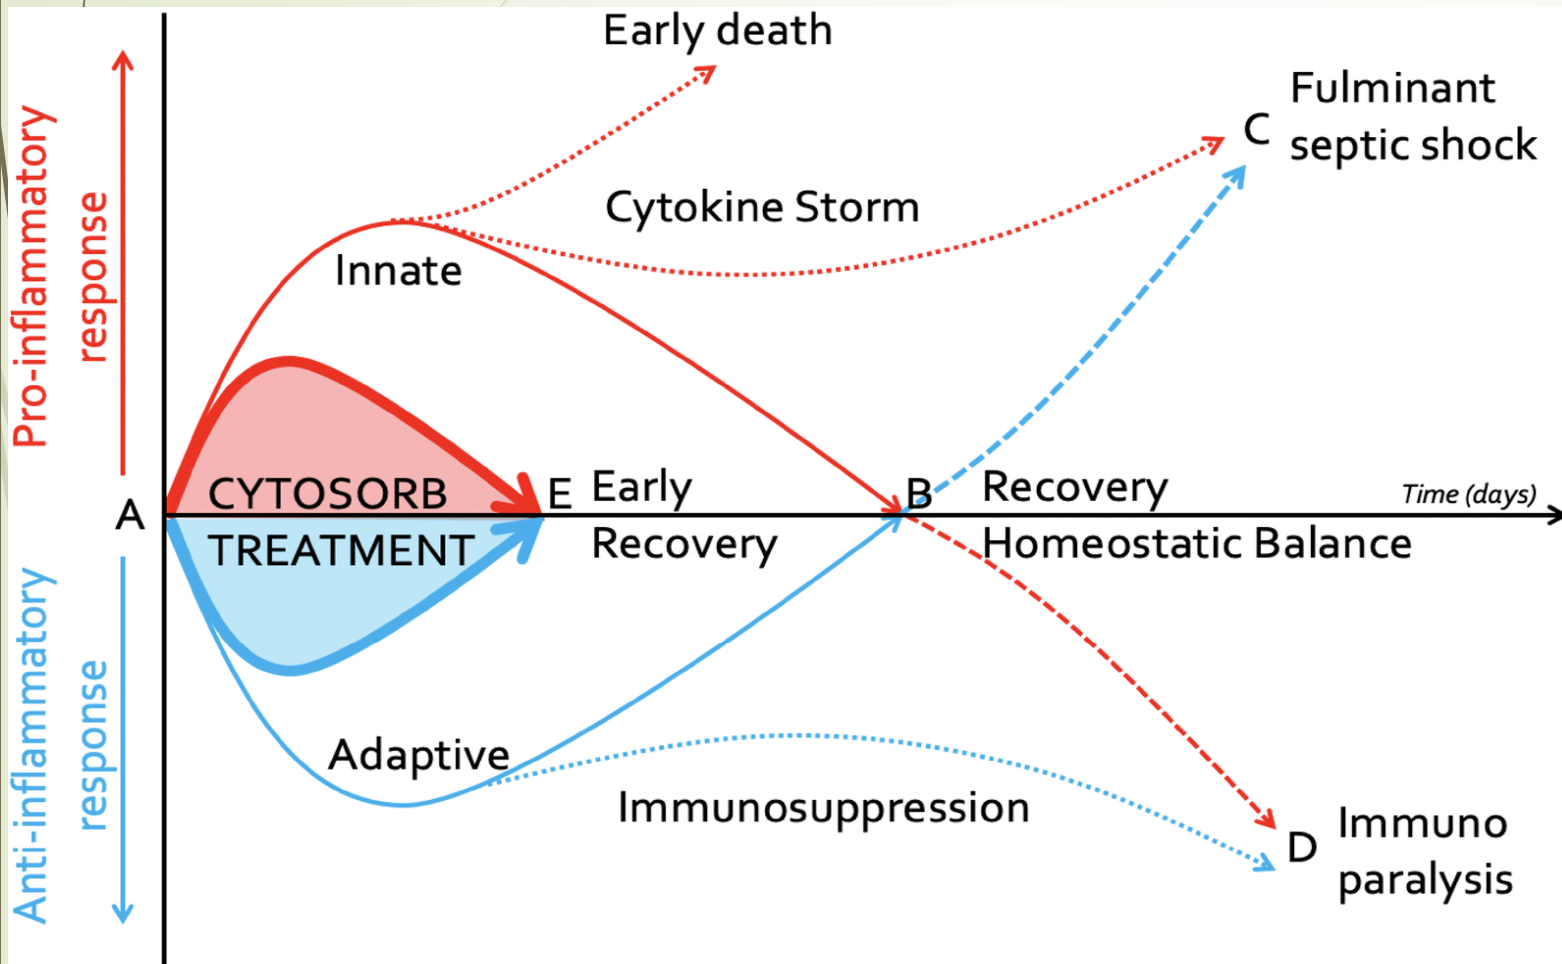 Early death
Fulminant
septic shock
C
Cytokine Storm
Innate
Pro-inflammatory
response
CYTOSORB
TREATMENT
A
E
Early
Recovery
B
Recovery
Homeostatic Balance
Time (days)
Anti-inflammatory
response
Adaptive
Immunosuppression
D
Immuno
paralysis